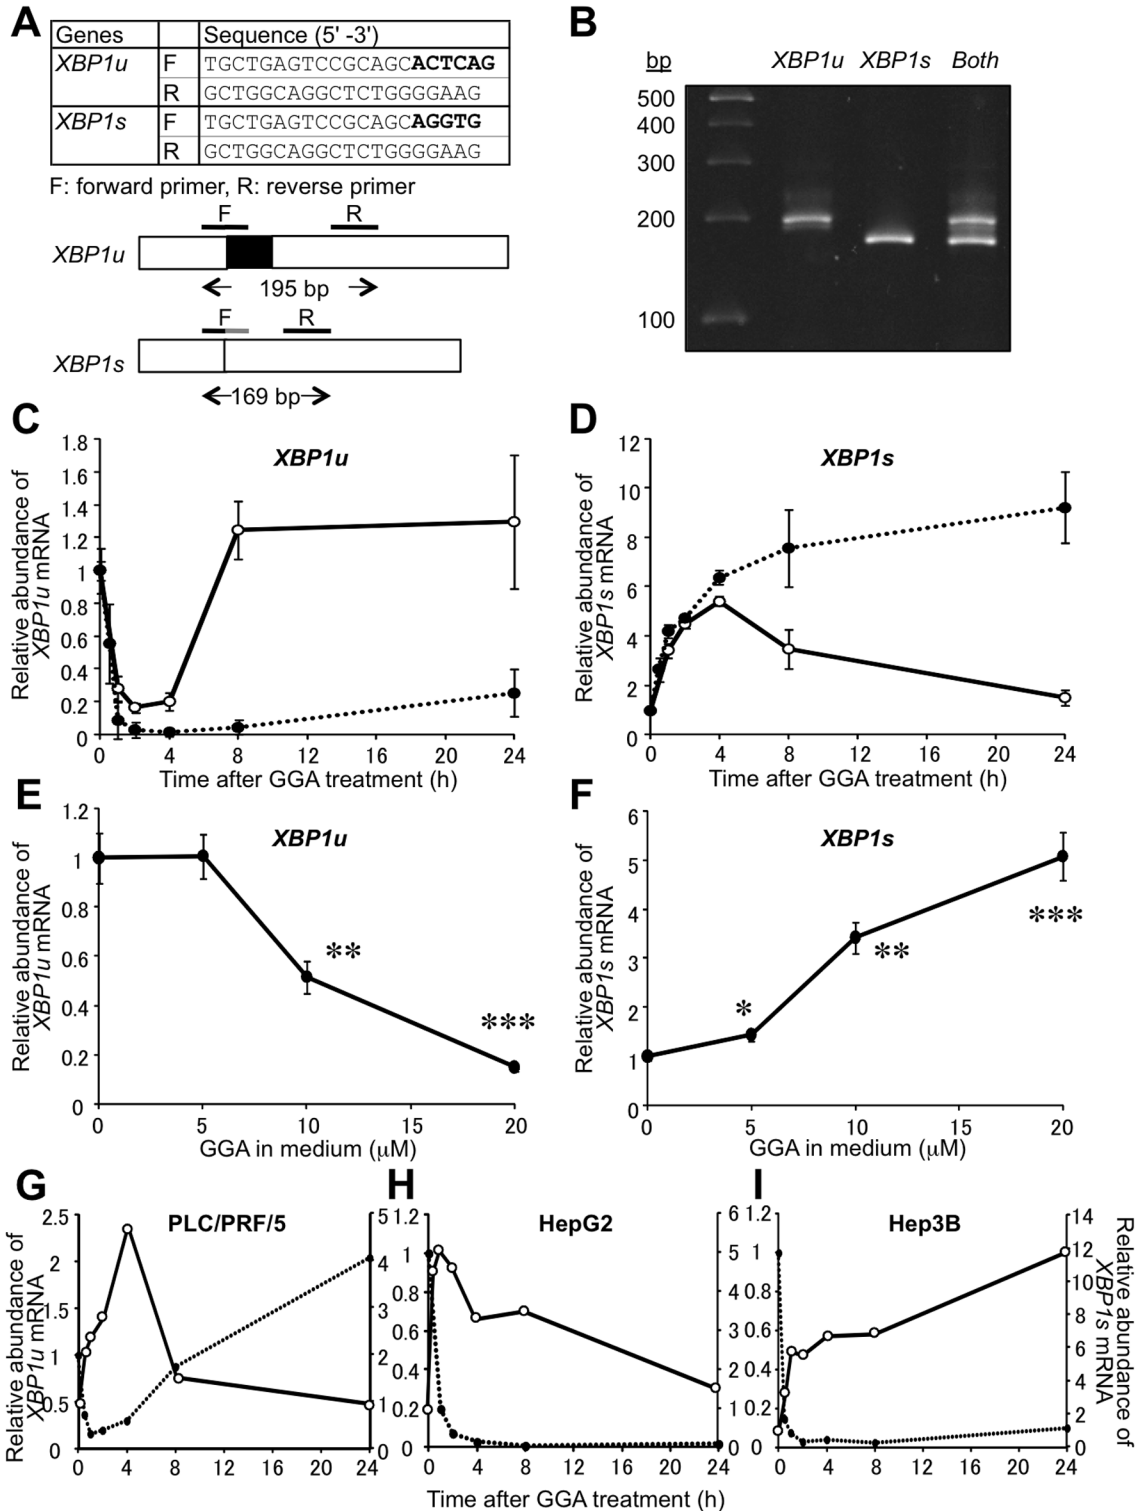 A
Genes Sequence (5' -3')
XBP1u F TGCTGAGTCCGCAGCACTCAG
R GCTGGCAGGCTCTGGGGAAG
XBP1s F TGCTGAGTCCGCAGCAGGTG
R GCTGGCAGGCTCTGGGGAAG
F: forward primer, R: reverse primer
F R
XBP1u
195 bp
F R
XBP1s
169 bp
B
bp XBP1u XBP1s Both
500
400
300
200
100
C
XBP1u
Relative abundance of
XBP1u mRNA
1.8
1.6
1.4
1.2
1
0.8
0.6
0.4
0.2
0
0 4 8 12 16 20 24
Time after GGA treatment (h)
D
XBP1s
Relative abundance of
XBP1s mRNA
12
10
8
6
4
2
0
0 4 8 12 16 20 24
Time after GGA treatment (h)
E
XBP1u
Relative abundance of
XBP1u mRNA
1.2
1
0.8
0.6
0.4
0.2
0
**
***
0 5 10 15 20
GGA in medium (μM)
F
XBP1s
Relative abundance of
XBP1s mRNA
6
5
4
3
2
1
0
*
**
***
0 5 10 15 20
GGA in medium (μM)
G
PLC/PRF/5
Relative abundance of
XBP1u mRNA
2.5
2
1.5
1
0.5
0
5
4
3
2
1
0
0 4 8 12 16 20 24
H
HepG2
1.2
1
0.8
0.6
0.4
0.2
0
6
5
4
3
2
1
0
0 4 8 12 16 20 24
I
Hep3B
1.2
1
0.8
0.6
0.4
0.2
0
14
12
10
8
6
4
2
0
0 4 8 12 16 20 24
Relative abundance of
XBP1s mRNA
Time after GGA treatment (h)